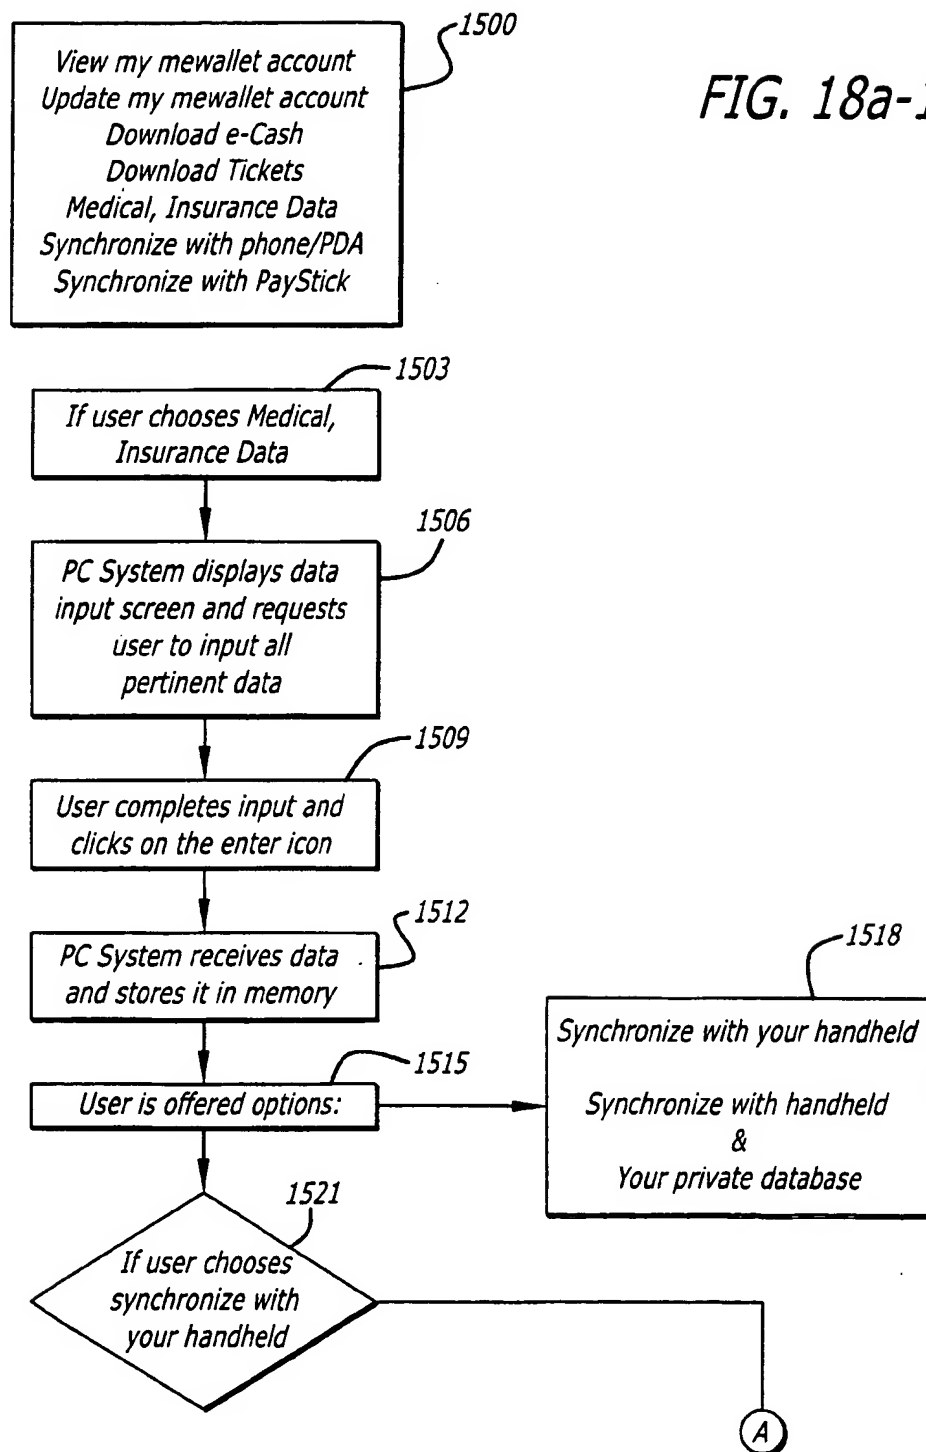 1500
FIG. 18a-1
View my mewallet account
Update my mewallet account
Download e-Cash
Download Tickets
Medical, Insurance Data
Synchronize with phone/PDA
Synchronize with PayStick
1503
If user chooses Medical,
Insurance Data
1506
PC System displays data
input screen and requests
user to input all
pertinent data
1509
User completes input and
clicks on the enter icon
1512
PC System receives data
and stores it in memory
1515
User is offered options:
1518
Synchronize with your handheld
Synchronize with handheld
&
Your private database
1521
If user chooses
synchronize with
your handheld
A